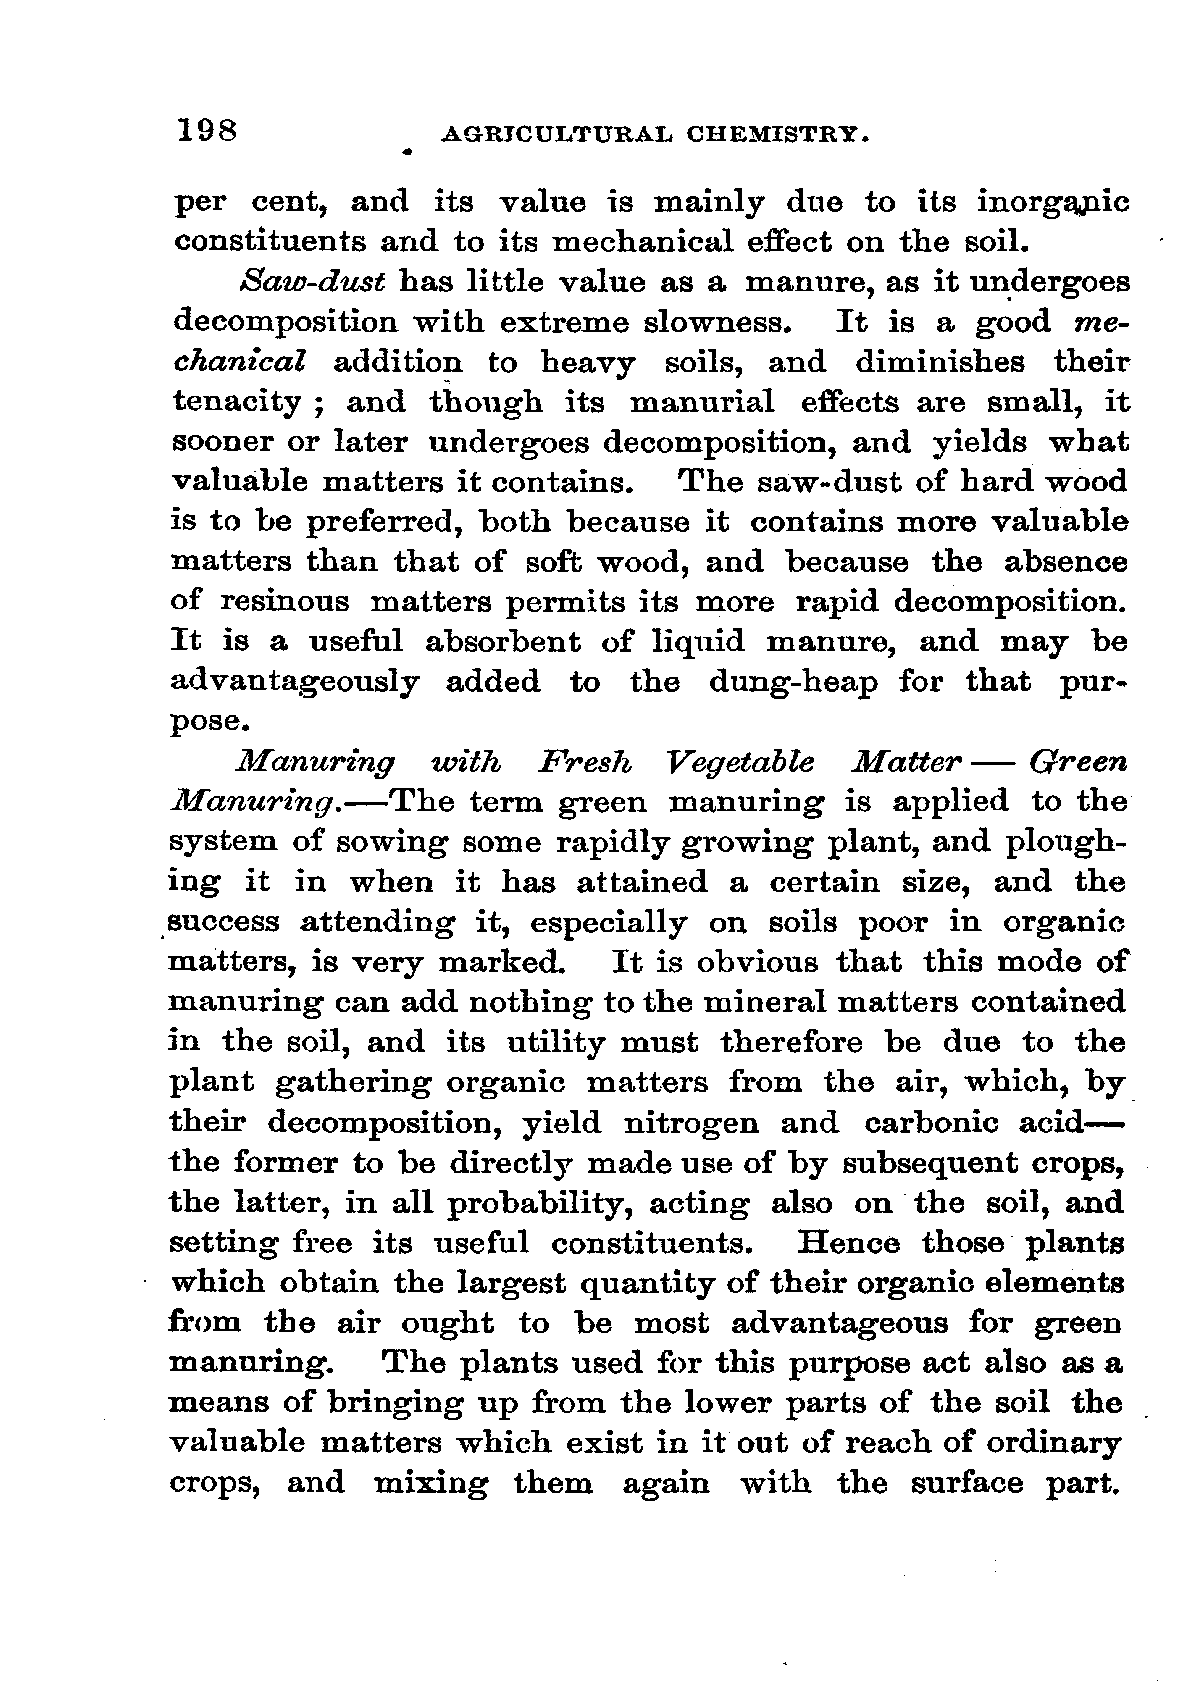 198 AGRICULTURAL CHEMISTRY.
per cent, and its value is mainly due to its inorganic
constituents and to its mechanical effect on the soil.
Saw-dust has little value as a manure, as it undergoes
decomposition with extreme slowness. It is a good me-
chanical addition to heavy soils, and diminishes their
tenacity ; and though its manurial effects are small, it
sooner or later undergoes decomposition, and yields what
valuable matters it contains. The saw-dust of hard wood
is to be preferred, both because it contains more valuable
matters than that of soft wood, and because the absence
of resinous matters permits its more rapid decomposition.
It is a useful absorbent of liquid manure, and may be
advantageously added to the dung-heap for that pur-
pose.
Manuring with Fresh Vegetable Matter — Green
Manuring.—The term green manuring is applied to the
system of sowing some rapidly growing plant, and plough-
ing it in when it has attained a certain size, and the
success attending it, especially on soils poor in organic
matters, is very marked. It is obvious that this mode of
manuring can add nothing to the mineral matters contained
in the soil, and its utility must therefore be due to the
plant gathering organic matters from the air, which, by
their decomposition, yield nitrogen and carbonic acid—
the former to be directly made use of by subsequent crops,
the latter, in all probability, acting also on the soil, and
setting free its useful constituents. Hence those plants
which obtain the largest quantity of their organic elements
from the air ought to be most advantageous for green
manuring. The plants used for this purpose act also as a
means of bringing up from the lower parts of the soil the
valuable matters which exist in it out of reach of ordinary
crops, and mixing them again with the surface part.